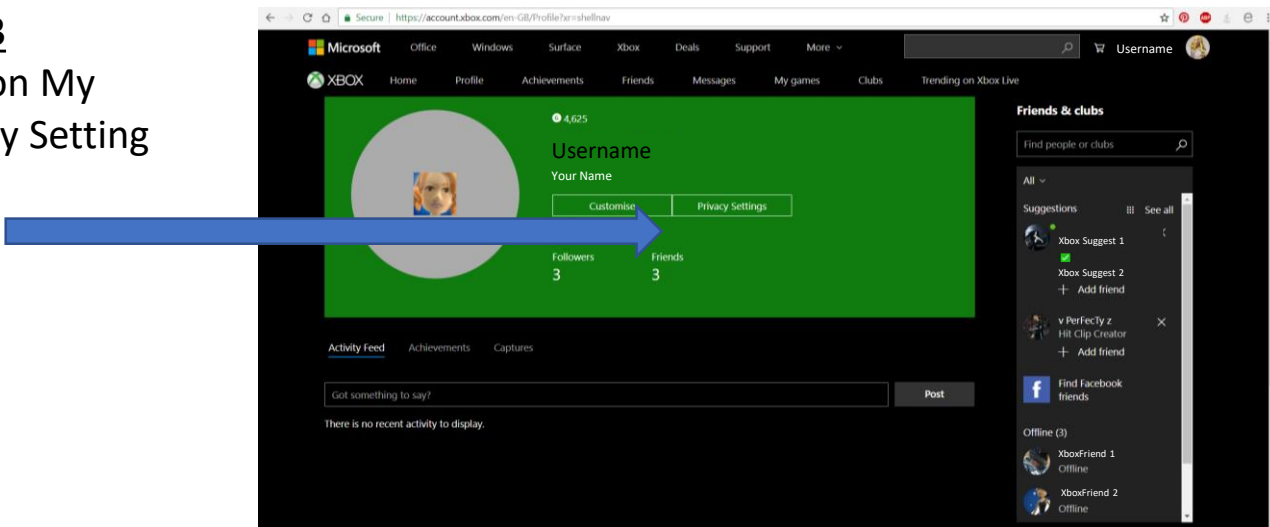 3
on My
y Setting
Secure | https://account.xbox.com/en-GB/Profile?xr=shellnav
Microsoft Office Windows Surface Xbox Deals Support More Username
XBOX Home Profile Achievements Friends Messages My games Clubs Trending on Xbox Live
G 4,625
Username
Your Name
Customise Privacy Settings
Followers Friends
3 3
Activity Feed Achievements Captures
Got something to say? Post
There is no recent activity to display.
Friends & clubs
Find people or clubs
All
Suggestions See all
Xbox Suggest 1
Xbox Suggest 2
+ Add friend
v PerFecTy z
Hit Clip Creator
+ Add friend
f Find Facebook
friends
Offline (3)
XboxFriend 1
Offline
XboxFriend 2
Offline